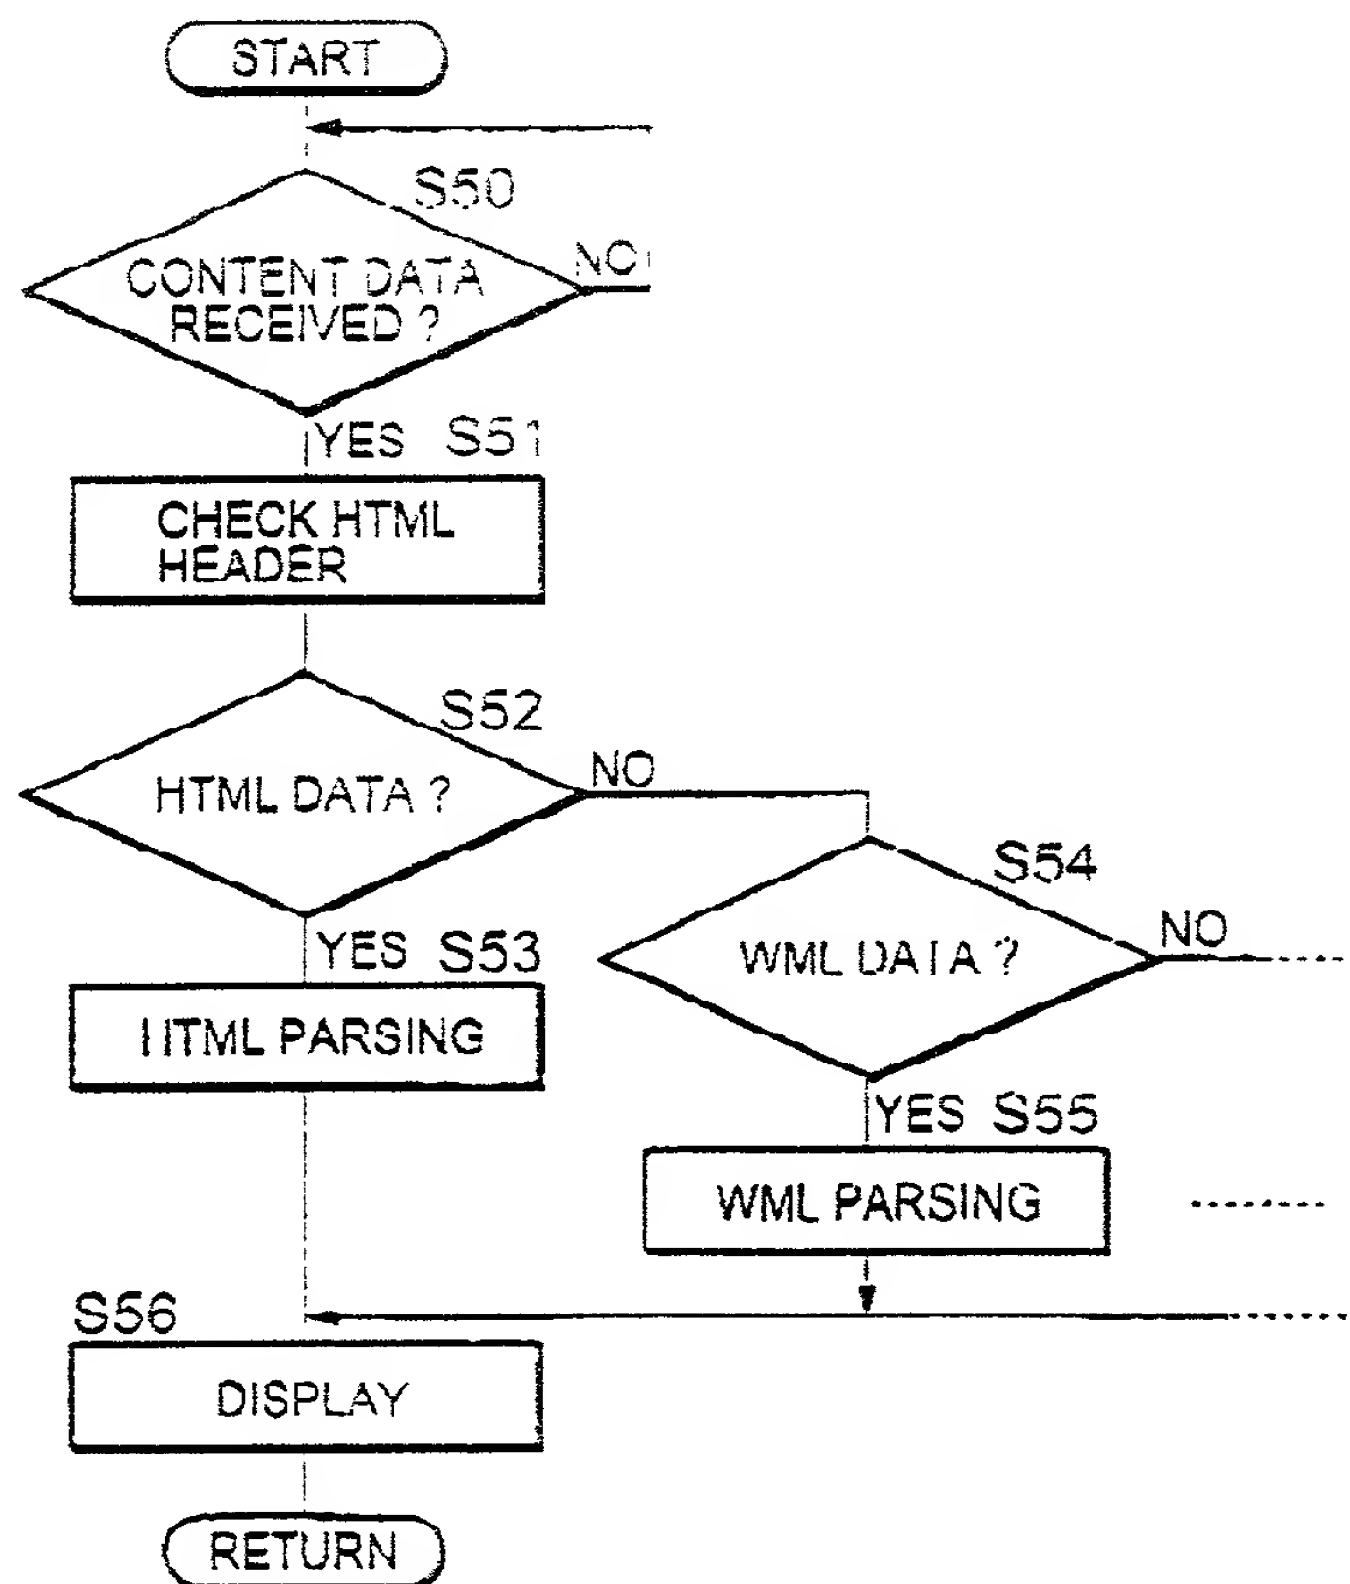 START
S50
CONTENT DATA
RECEIVED ?
NO
YES S51
CHECK HTML
HEADER
S52
HTML DATA ?
NO
S54
WML DATA ?
NO
YES S53
HTML PARSING
YES S55
WML PARSING
S56
DISPLAY
RETURN